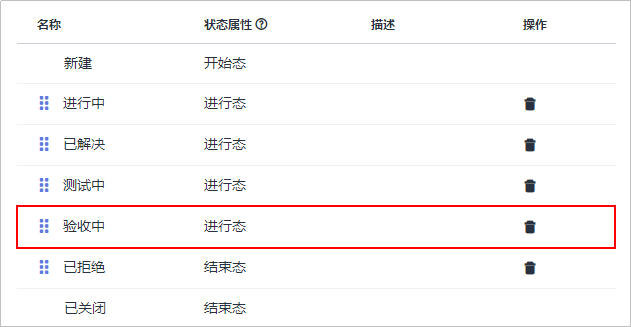 名称 状态属性 描述 操作
新建 开始态
进行中 进行态
已解决 进行态
测试中 进行态
验收中 进行态
已拒绝 结束态
已关闭 结束态